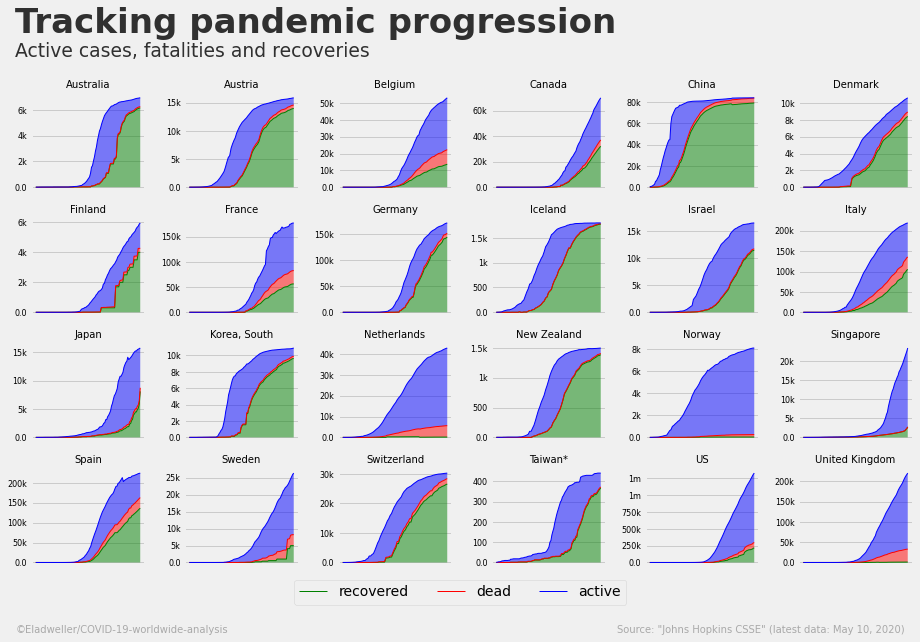 Tracking pandemic progression
Active cases, fatalities and recoveries
Australia
6k
4k
2k
0.0
Austria
15k
10k
5k
0.0
Belgium
50k
40k
30k
20k
10k
0.0
Canada
60k
40k
20k
0.0
China
80k
60k
40k
20k
0.0
Denmark
10k
8k
6k
4k
2k
0.0
Finland
6k
4k
2k
0.0
France
150k
100k
50k
0.0
Germany
150k
100k
50k
0.0
Iceland
1.5k
1k
500
0.0
Israel
15k
10k
5k
0.0
Italy
200k
150k
100k
50k
0.0
Japan
15k
10k
5k
0.0
Korea, South
10k
8k
6k
4k
2k
0.0
Netherlands
40k
30k
20k
10k
0.0
New Zealand
1.5k
1k
500
0.0
Norway
8k
6k
4k
2k
0.0
Singapore
20k
15k
10k
5k
0.0
Spain
200k
150k
100k
50k
0.0
Sweden
25k
20k
15k
10k
5k
0.0
Switzerland
30k
20k
10k
0.0
Taiwan*
400
300
200
100
0.0
US
1m
1m
750k
500k
250k
0.0
United Kingdom
200k
150k
100k
50k
0.0
recovered dead active
©Eladweller/COVID-19-worldwide-analysis
Source: "Johns Hopkins CSSE" (latest data: May 10, 2020)